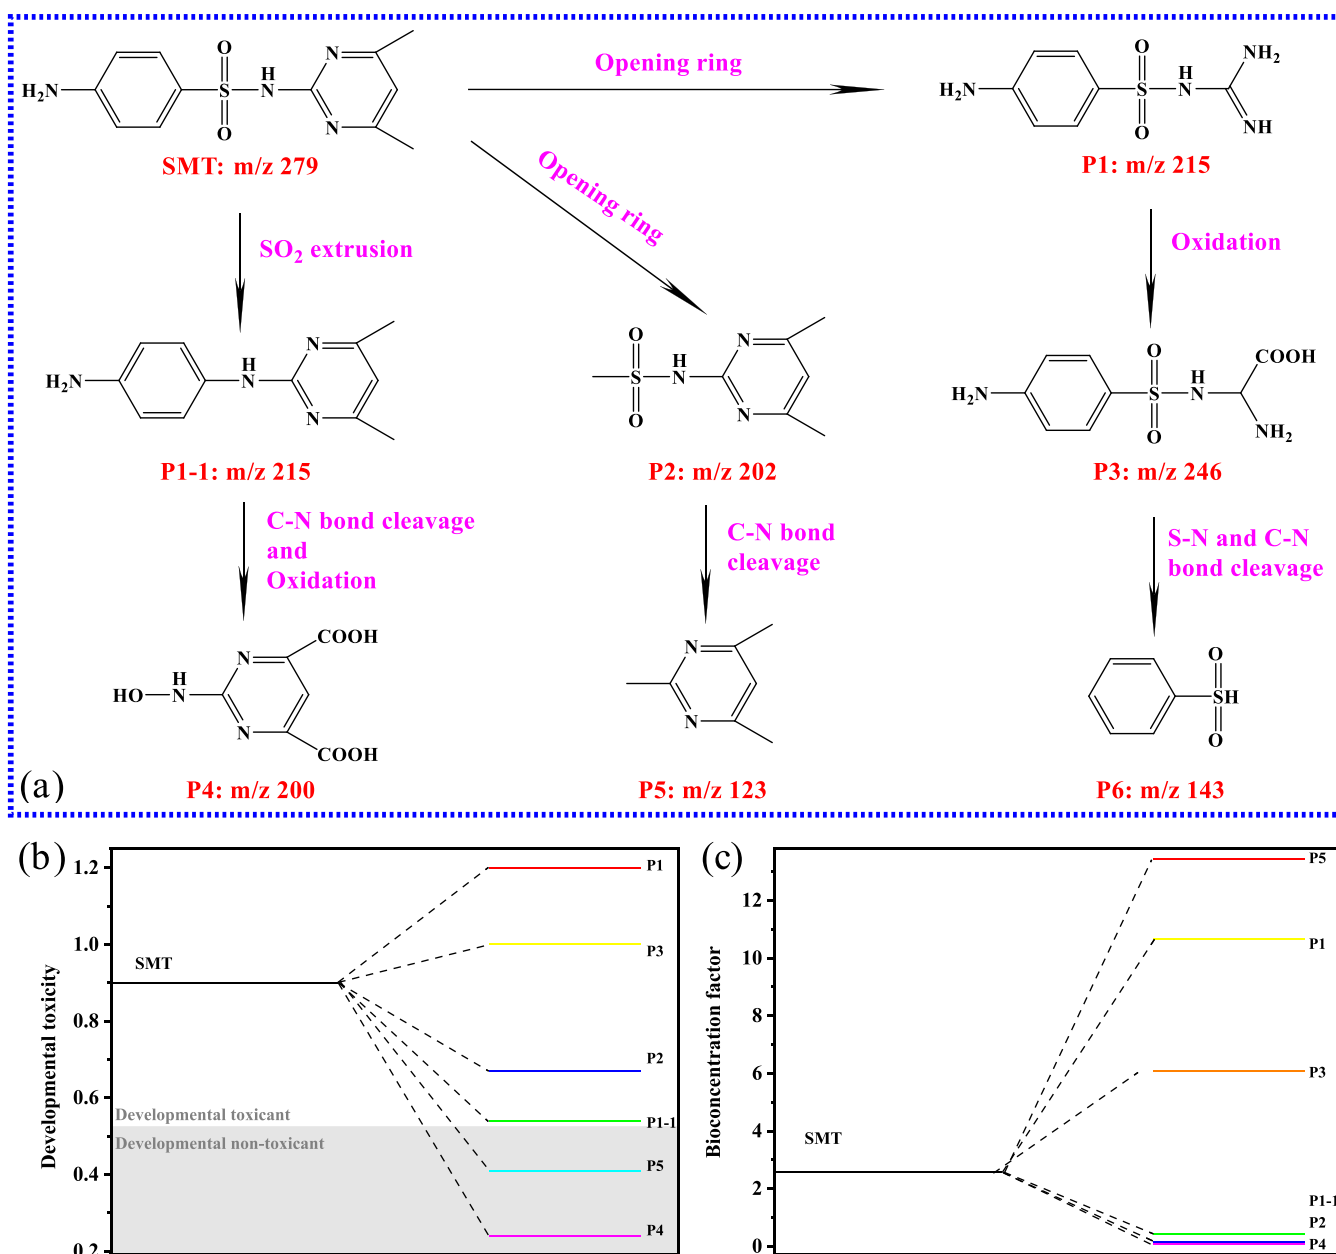 H₂N
O
S
O
H
N
N
N
SMT: m/z 279
Opening ring
H₂N
O
S
O
H
N
NH₂
NH
P1: m/z 215
Opening ring
SO₂ extrusion
Oxidation
H₂N
H
N
N
N
P1-1: m/z 215
O
S
O
H
N
N
N
P2: m/z 202
H₂N
O
S
O
H
N
COOH
NH₂
P3: m/z 246
C-N bond cleavage
and
Oxidation
C-N bond
cleavage
S-N and C-N
bond cleavage
HO
H
N
N
N
COOH
COOH
P4: m/z 200
N
N
P5: m/z 123
O
SH
O
P6: m/z 143
(a)
(b)
Developmental toxicity
1.2
1.0
0.8
0.6
0.4
0.2
SMT
Developmental toxicant
Developmental non-toxicant
P1
P3
P2
P1-1
P5
P4
(c)
Bioconcentration factor
12
10
8
6
4
2
0
SMT
P5
P1
P3
P1-1
P2
P4